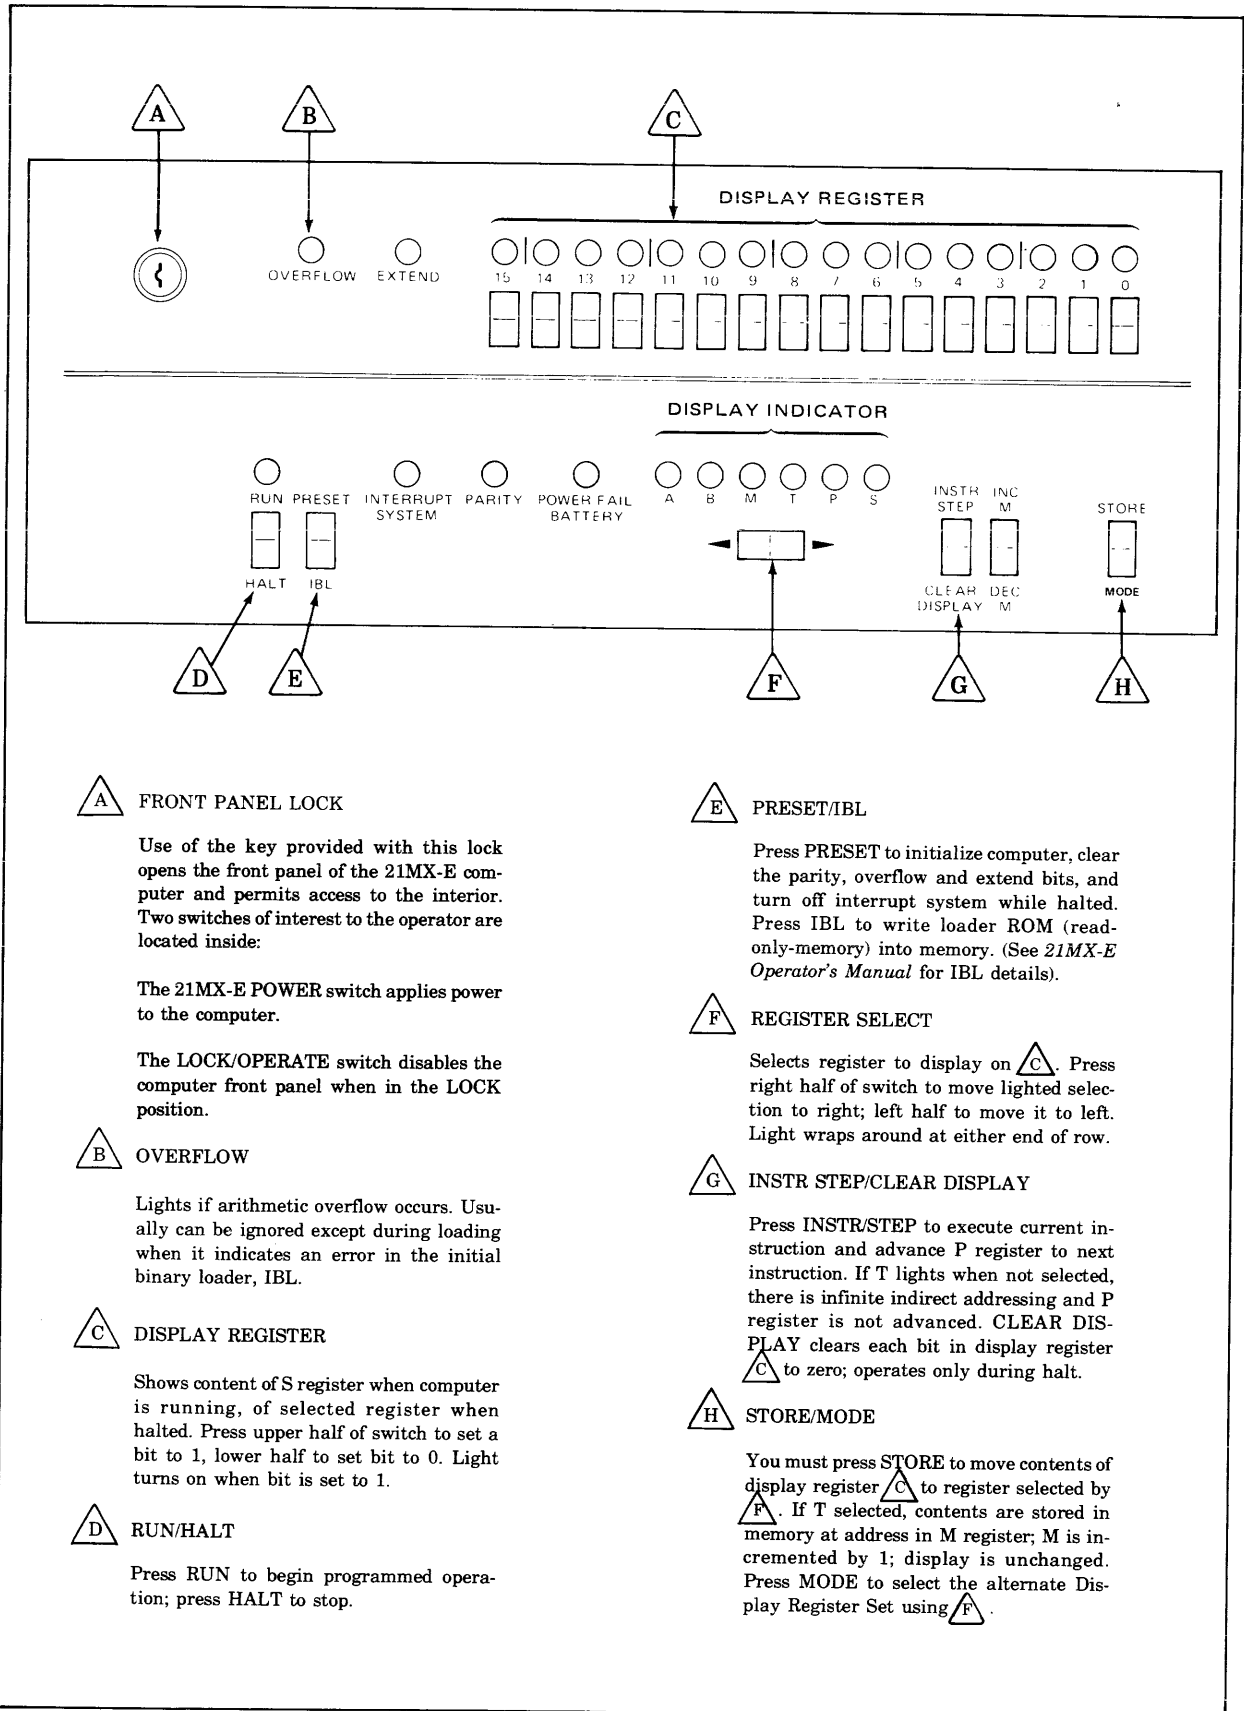 A B C
DISPLAY REGISTER
OVERFLOW EXTEND 15 14 13 12 11 10 9 8 7 6 5 4 3 2 1 0
DISPLAY INDICATOR
RUN PRESET INTERRUPT SYSTEM PARITY POWER FAIL BATTERY A B M T P S INSTR STEP INC M STORE
HALT IBL CLEAR DISPLAY DEC M MODE
D E F G H
A FRONT PANEL LOCK
Use of the key provided with this lock
opens the front panel of the 21MX-E com-
puter and permits access to the interior.
Two switches of interest to the operator are
located inside:
The 21MX-E POWER switch applies power
to the computer.
The LOCK/OPERATE switch disables the
computer front panel when in the LOCK
position.
B OVERFLOW
Lights if arithmetic overflow occurs. Usu-
ally can be ignored except during loading
when it indicates an error in the initial
binary loader, IBL.
C DISPLAY REGISTER
Shows content of S register when computer
is running, of selected register when
halted. Press upper half of switch to set a
bit to 1, lower half to set bit to 0. Light
turns on when bit is set to 1.
D RUN/HALT
Press RUN to begin programmed opera-
tion; press HALT to stop.
E PRESET/IBL
Press PRESET to initialize computer, clear
the parity, overflow and extend bits, and
turn off interrupt system while halted.
Press IBL to write loader ROM (read-
only-memory) into memory. (See 21MX-E
Operator's Manual for IBL details).
F REGISTER SELECT
Selects register to display on C. Press
right half of switch to move lighted selec-
tion to right; left half to move it to left.
Light wraps around at either end of row.
G INSTR STEP/CLEAR DISPLAY
Press INSTR/STEP to execute current in-
struction and advance P register to next
instruction. If T lights when not selected,
there is infinite indirect addressing and P
register is not advanced. CLEAR DIS-
PLAY clears each bit in display register
C to zero; operates only during halt.
H STORE/MODE
You must press STORE to move contents of
display register C to register selected by
F. If T selected, contents are stored in
memory at address in M register; M is in-
cremented by 1; display is unchanged.
Press MODE to select the alternate Dis-
play Register Set using F.